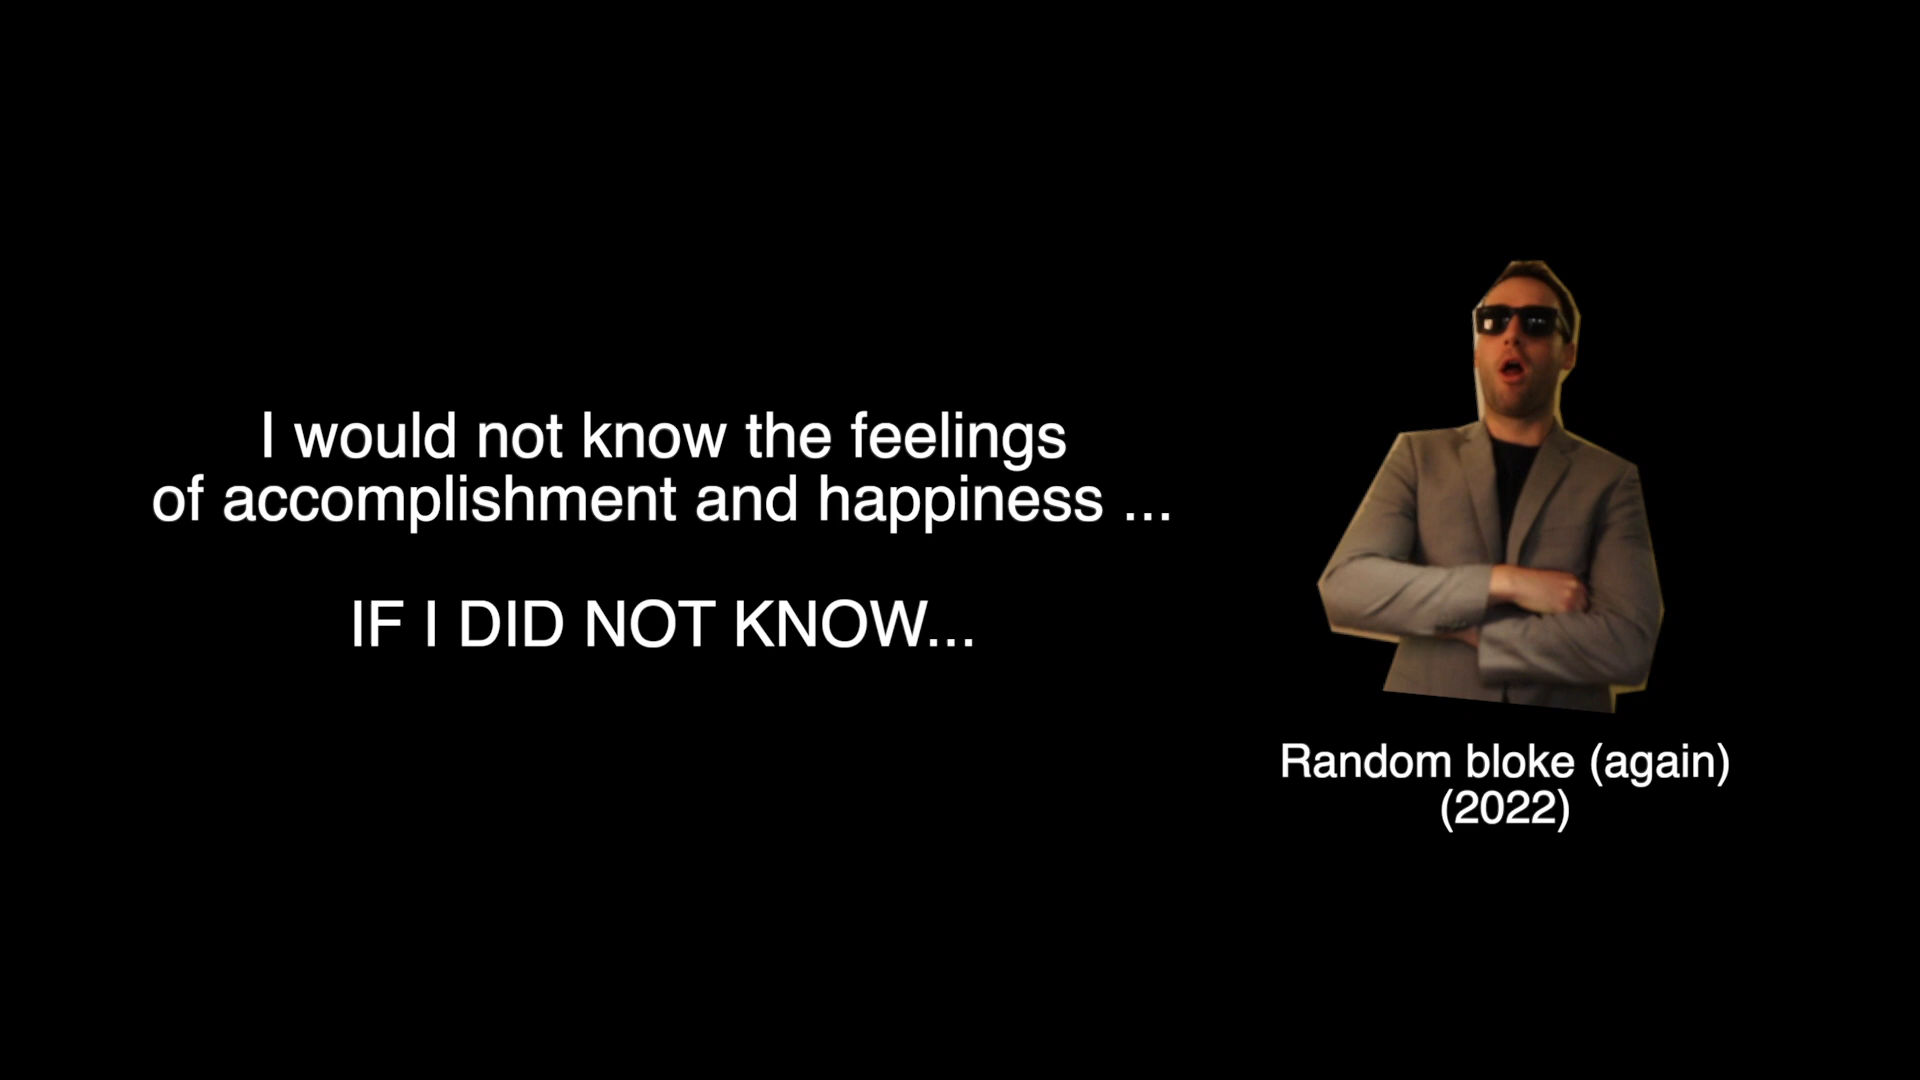 I would not know the feelings
of accomplishment and happiness ...
IF I DID NOT KNOW...
Random bloke (again)
(2022)